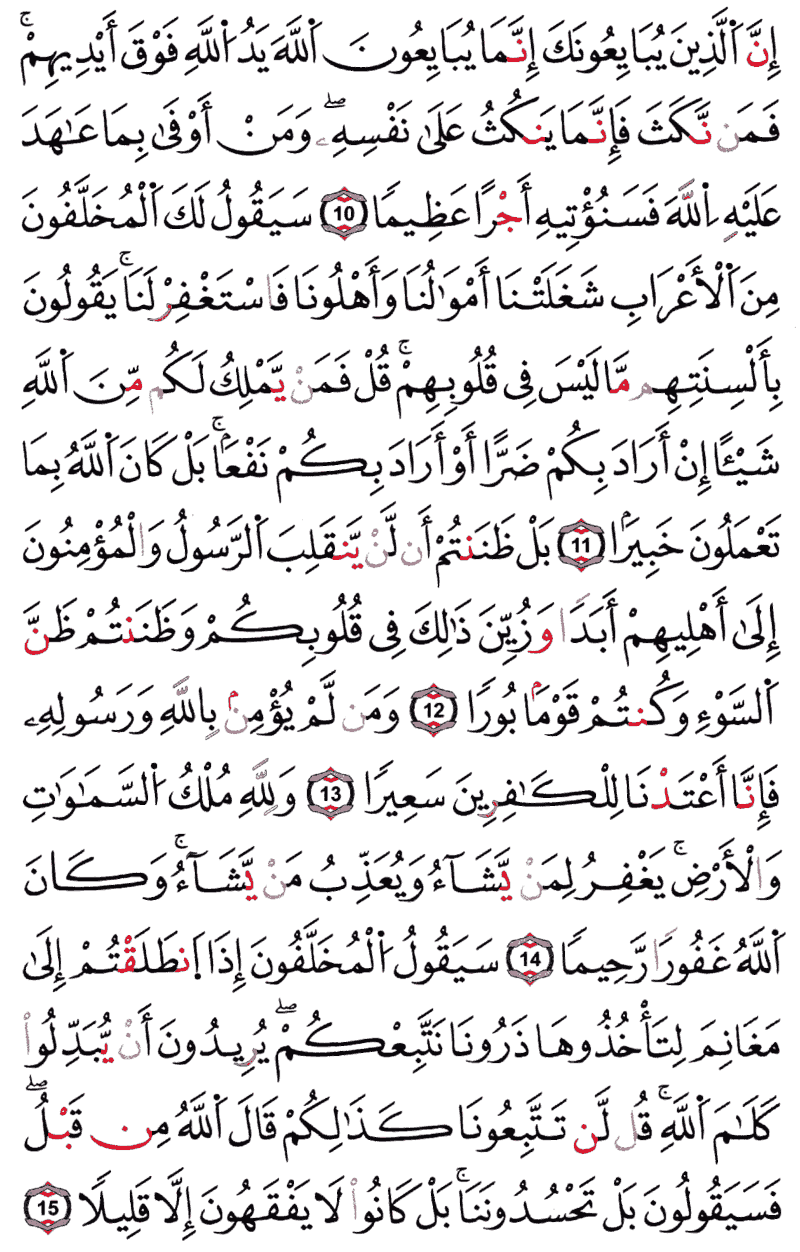 إِنَّ ٱلَّذِينَ يُبَايِعُونَكَ إِنَّمَا يُبَايِعُونَ ٱللَّهَ يَدُ ٱللَّهِ فَوْقَ أَيْدِيهِمْ ۚ
فَمَن نَّكَثَ فَإِنَّمَا يَنكُثُ عَلَىٰ نَفْسِهِۦ ۖ وَمَنْ أَوْفَىٰ بِمَا عَـٰهَدَ
عَلَيْهِ ٱللَّهَ فَسَنُؤْتِيهِ أَجْرًا عَظِيمًا 10 سَيَقُولُ لَكَ ٱلْمُخَلَّفُونَ
مِنَ ٱلْأَعْرَابِ شَغَلَتْنَا أَمْوَٰلُنَا وَأَهْلُونَا فَاسْتَغْفِرْ لَنَا ۚ يَقُولُونَ
بِأَلْسِنَتِهِم مَّا لَيْسَ فِى قُلُوبِهِمْ ۚ قُلْ فَمَنْ يَّمْلِكُ لَكُم مِّنَ ٱللَّهِ
شَيْـًٔا إِنْ أَرَادَ بِكُمْ ضَرًّا أَوْ أَرَادَ بِكُمْ نَفْعًۢا ۚ بَلْ كَانَ ٱللَّهُ بِمَا
تَعْمَلُونَ خَبِيرًۢا 11 بَلْ ظَنَنتُمْ أَن لَّنْ يَّنقَلِبَ ٱلرَّسُولُ وَالْمُؤْمِنُونَ
إِلَىٰ أَهْلِيهِمْ أَبَدًا وَزُيِّنَ ذَٰلِكَ فِى قُلُوبِكُمْ وَظَنَنتُمْ ظَنَّ
ٱلسَّوْءِ وَكُنتُمْ قَوْمًۢا بُورًا 12 وَمَن لَّمْ يُؤْمِنۢ بِاللَّهِ وَرَسُولِهِۦ
فَإِنَّا أَعْتَدْنَا لِلْكَـٰفِرِينَ سَعِيرًا 13 وَلِلَّهِ مُلْكُ ٱلسَّمَـٰوَٰتِ
وَالْأَرْضِ ۚ يَغْفِرُ لِمَنْ يَّشَآءُ وَيُعَذِّبُ مَنْ يَّشَآءُ ۚ وَكَانَ
ٱللَّهُ غَفُورًا رَّحِيمًا 14 سَيَقُولُ ٱلْمُخَلَّفُونَ إِذَا ٱنطَلَقْتُمْ إِلَىٰ
مَغَانِمَ لِتَأْخُذُوهَا ذَرُونَا نَتَّبِعْكُمْ ۖ يُرِيدُونَ أَنْ يُّبَدِّلُوا۟
كَلَـٰمَ ٱللَّهِ ۚ قُل لَّن تَتَّبِعُونَا كَذَٰلِكُمْ قَالَ ٱللَّهُ مِن قَبْلُ ۖ
فَسَيَقُولُونَ بَلْ تَحْسُدُونَنَا ۚ بَلْ كَانُوا۟ لَا يَفْقَهُونَ إِلَّا قَلِيلًا 15